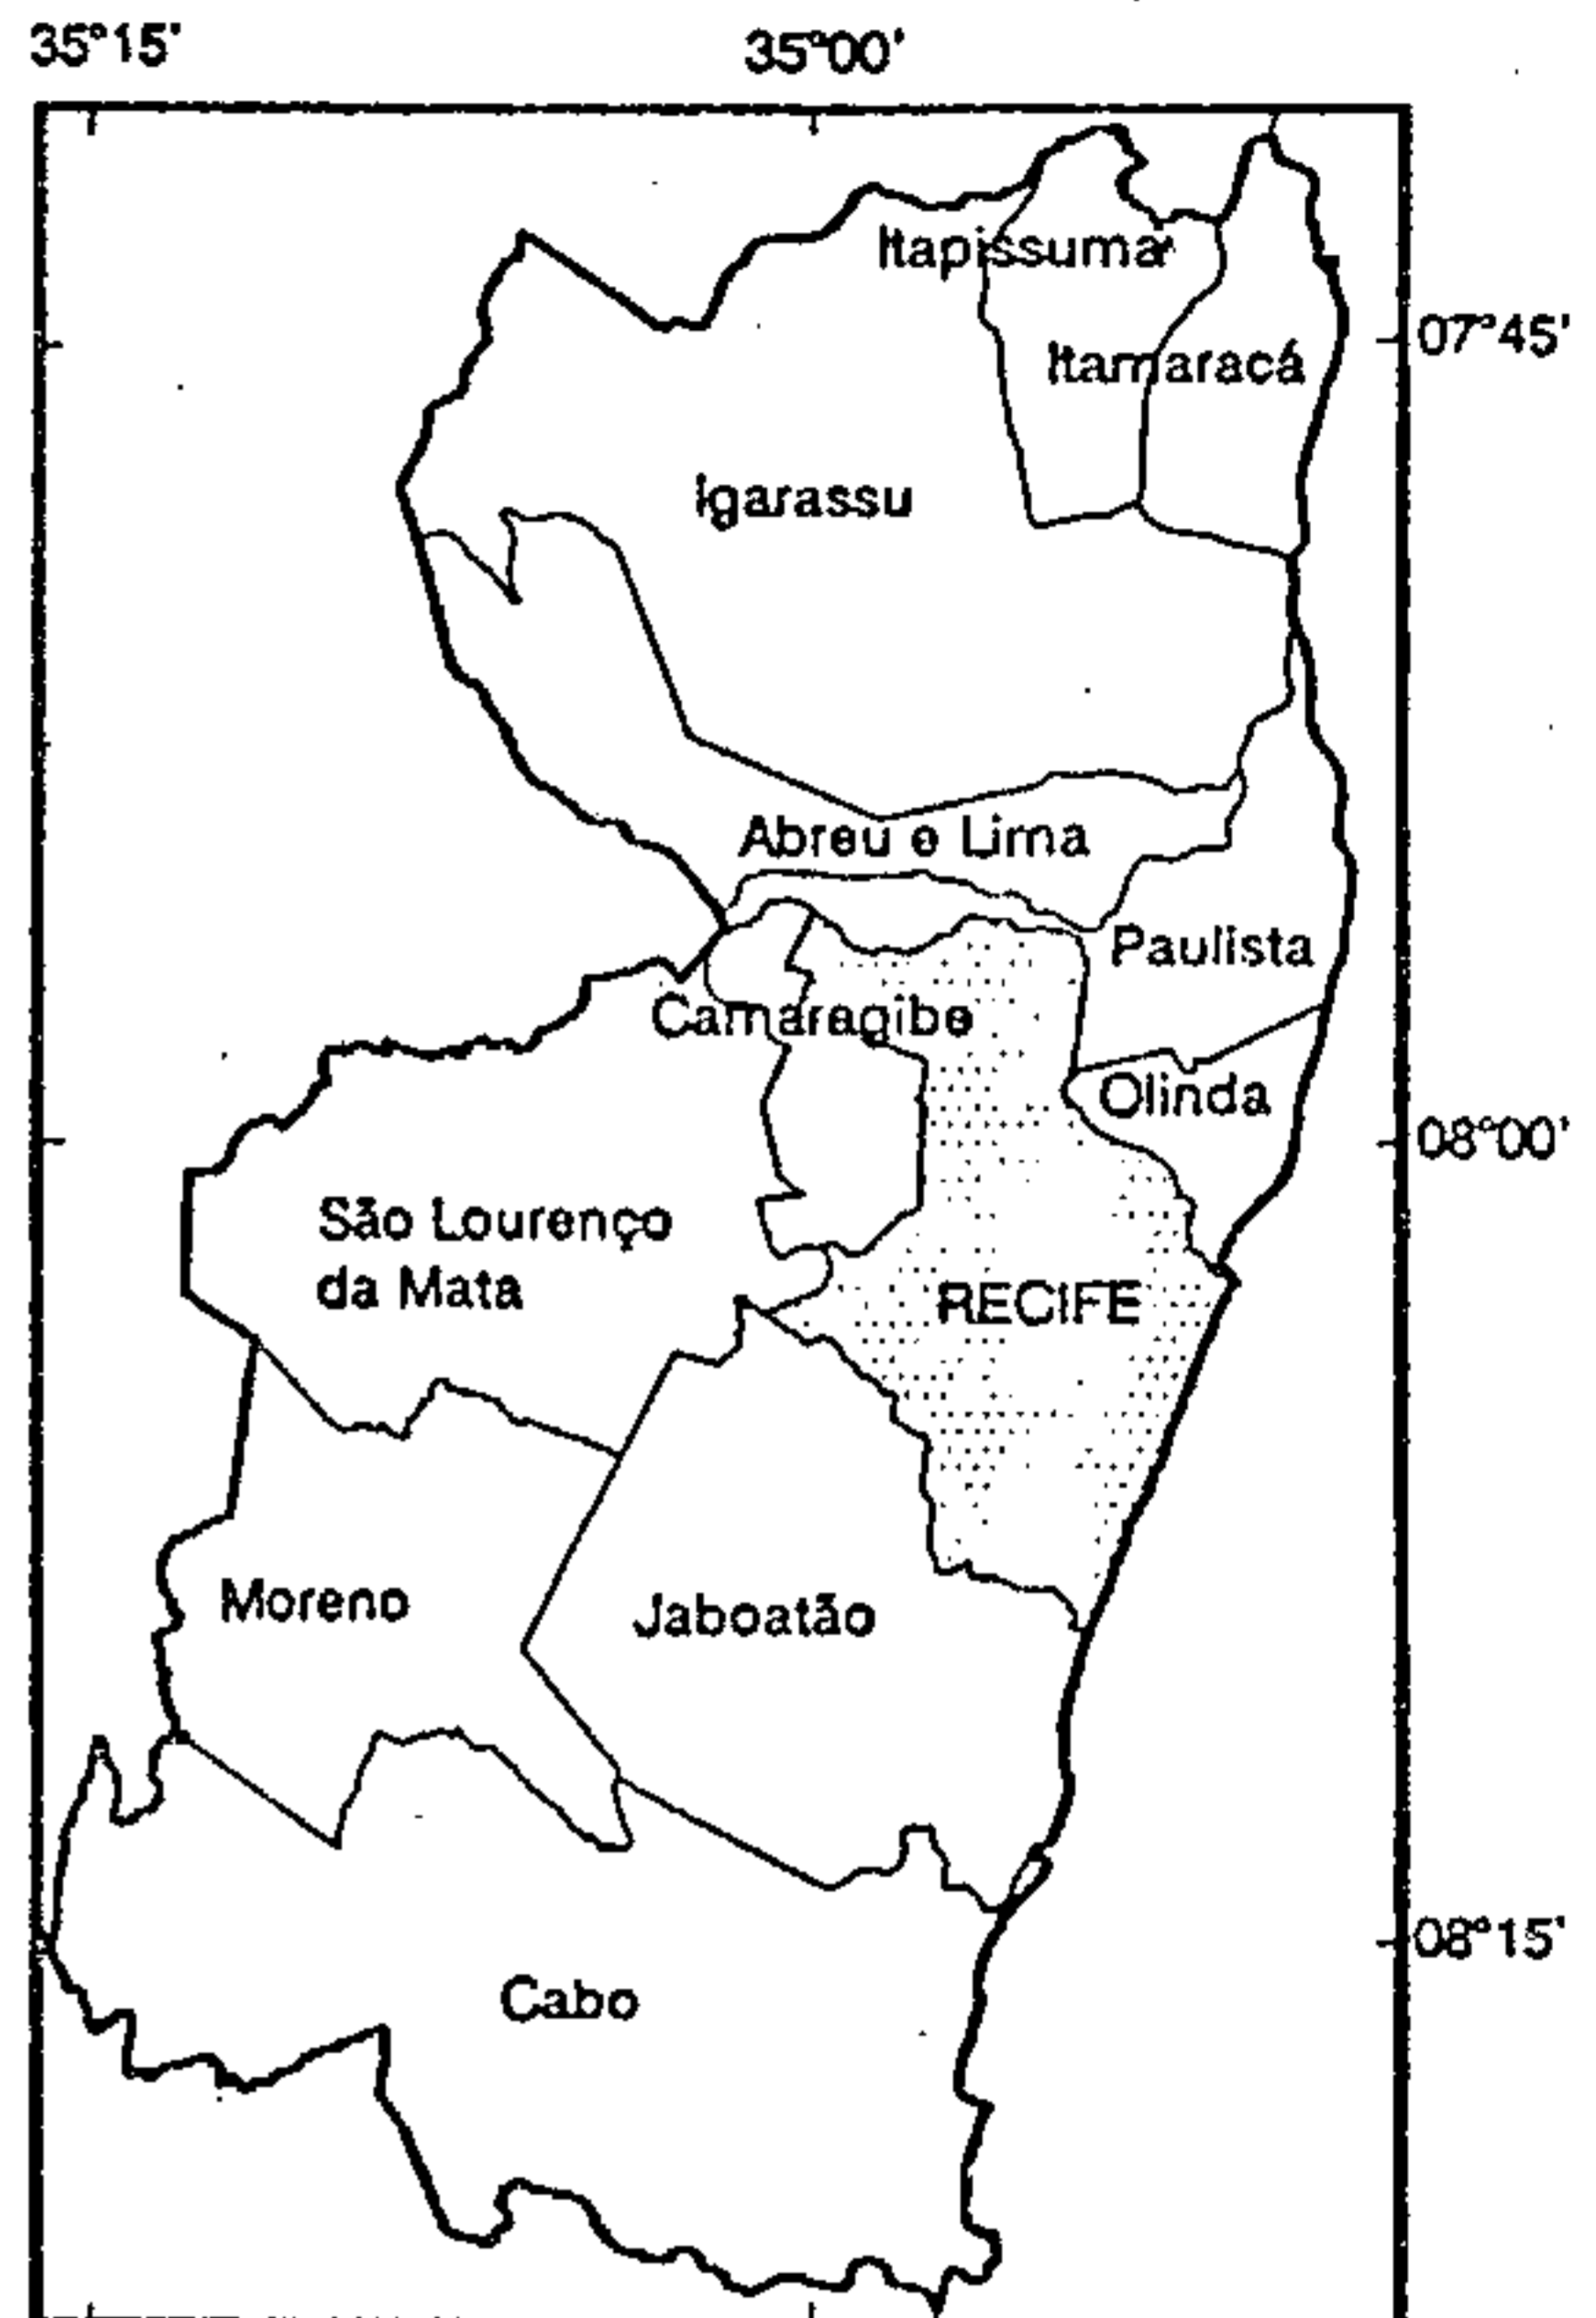 35°15'
35°00'
Itapissuma
07°45'
Itamaracá
Igarassu
Abreu e Lima
Paulista
Camaragibe
Olinda
08°00'
São Lourenço
da Mata
RECIFE
Moreno
Jaboatão
08°15'
Cabo